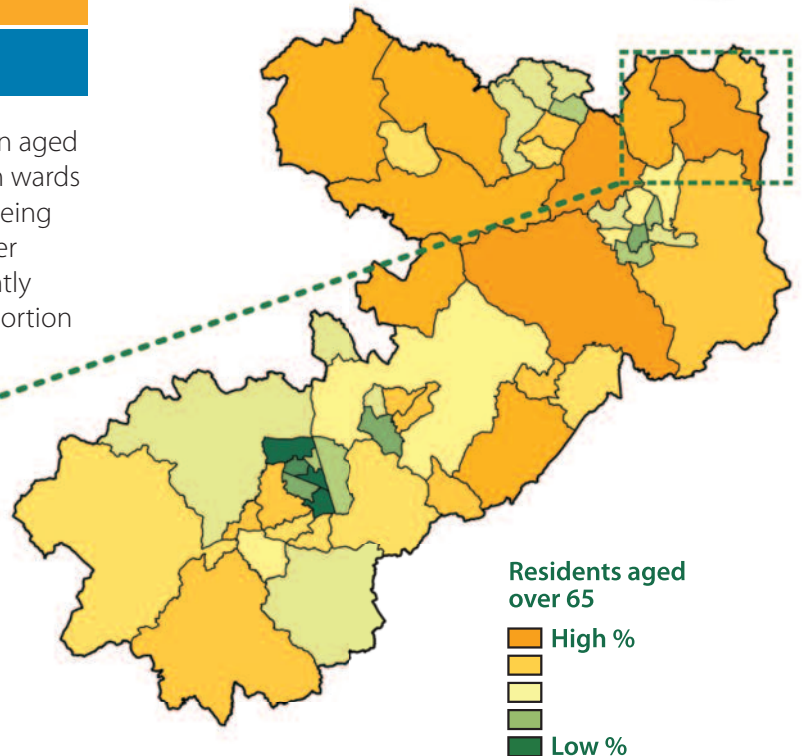 n aged
n wards
eing
er
ntly
ortion
Residents aged
over 65
High %
Low %